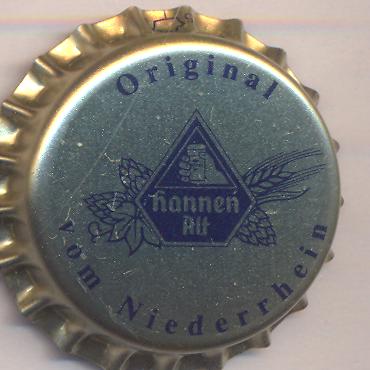 Original
hannen
Alt
vom Niederrhein